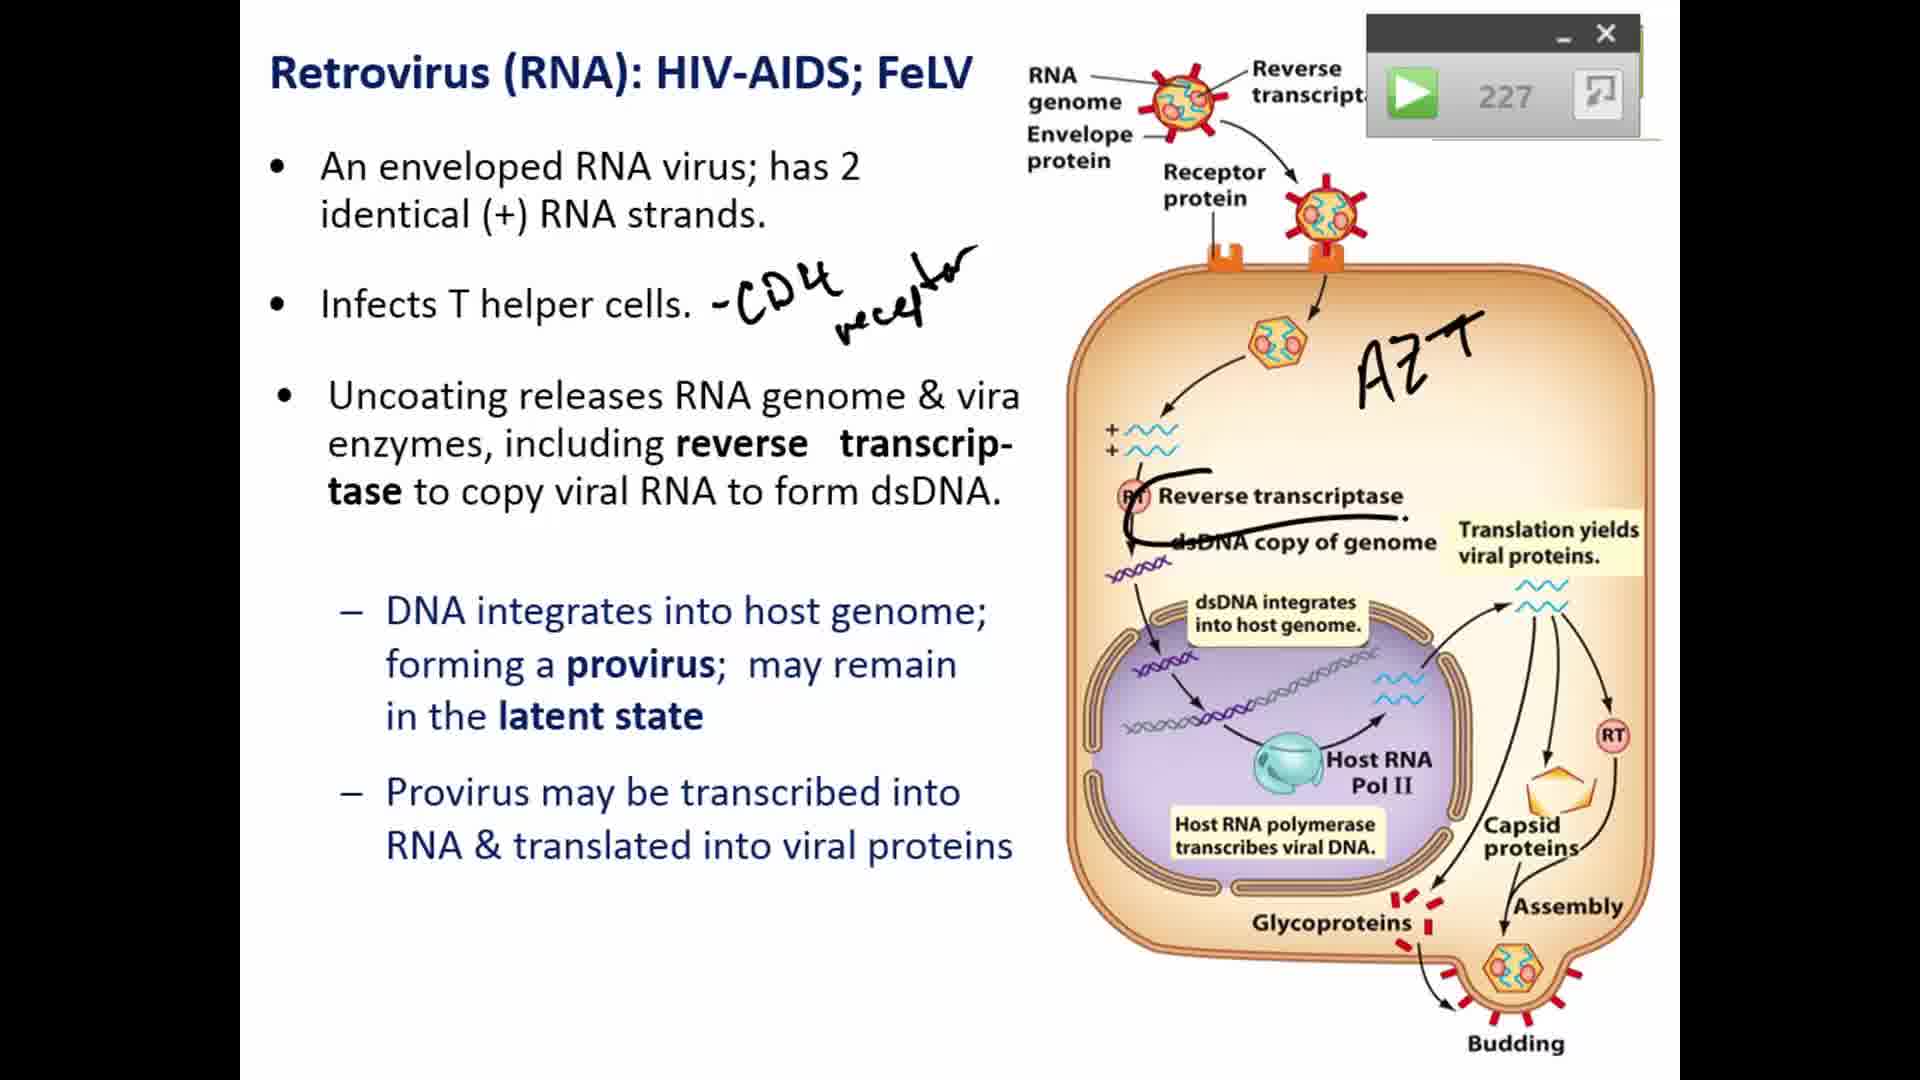 Retrovirus (RNA): HIV-AIDS; FeLV
• An enveloped RNA virus; has 2
identical (+) RNA strands.
• Infects T helper cells. -CD4
receptor
• Uncoating releases RNA genome & vira
enzymes, including reverse transcrip-
tase to copy viral RNA to form dsDNA.
– DNA integrates into host genome;
forming a provirus; may remain
in the latent state
– Provirus may be transcribed into
RNA & translated into viral proteins
RNA
genome
Envelope
protein
Reverse
transcript
227
Receptor
protein
AZT
+
+
RT Reverse transcriptase
dsDNA copy of genome
Translation yields
viral proteins.
dsDNA integrates
into host genome.
Host RNA
Pol II
Host RNA polymerase
transcribes viral DNA.
RT
Capsid
proteins
Assembly
Glycoproteins
Budding